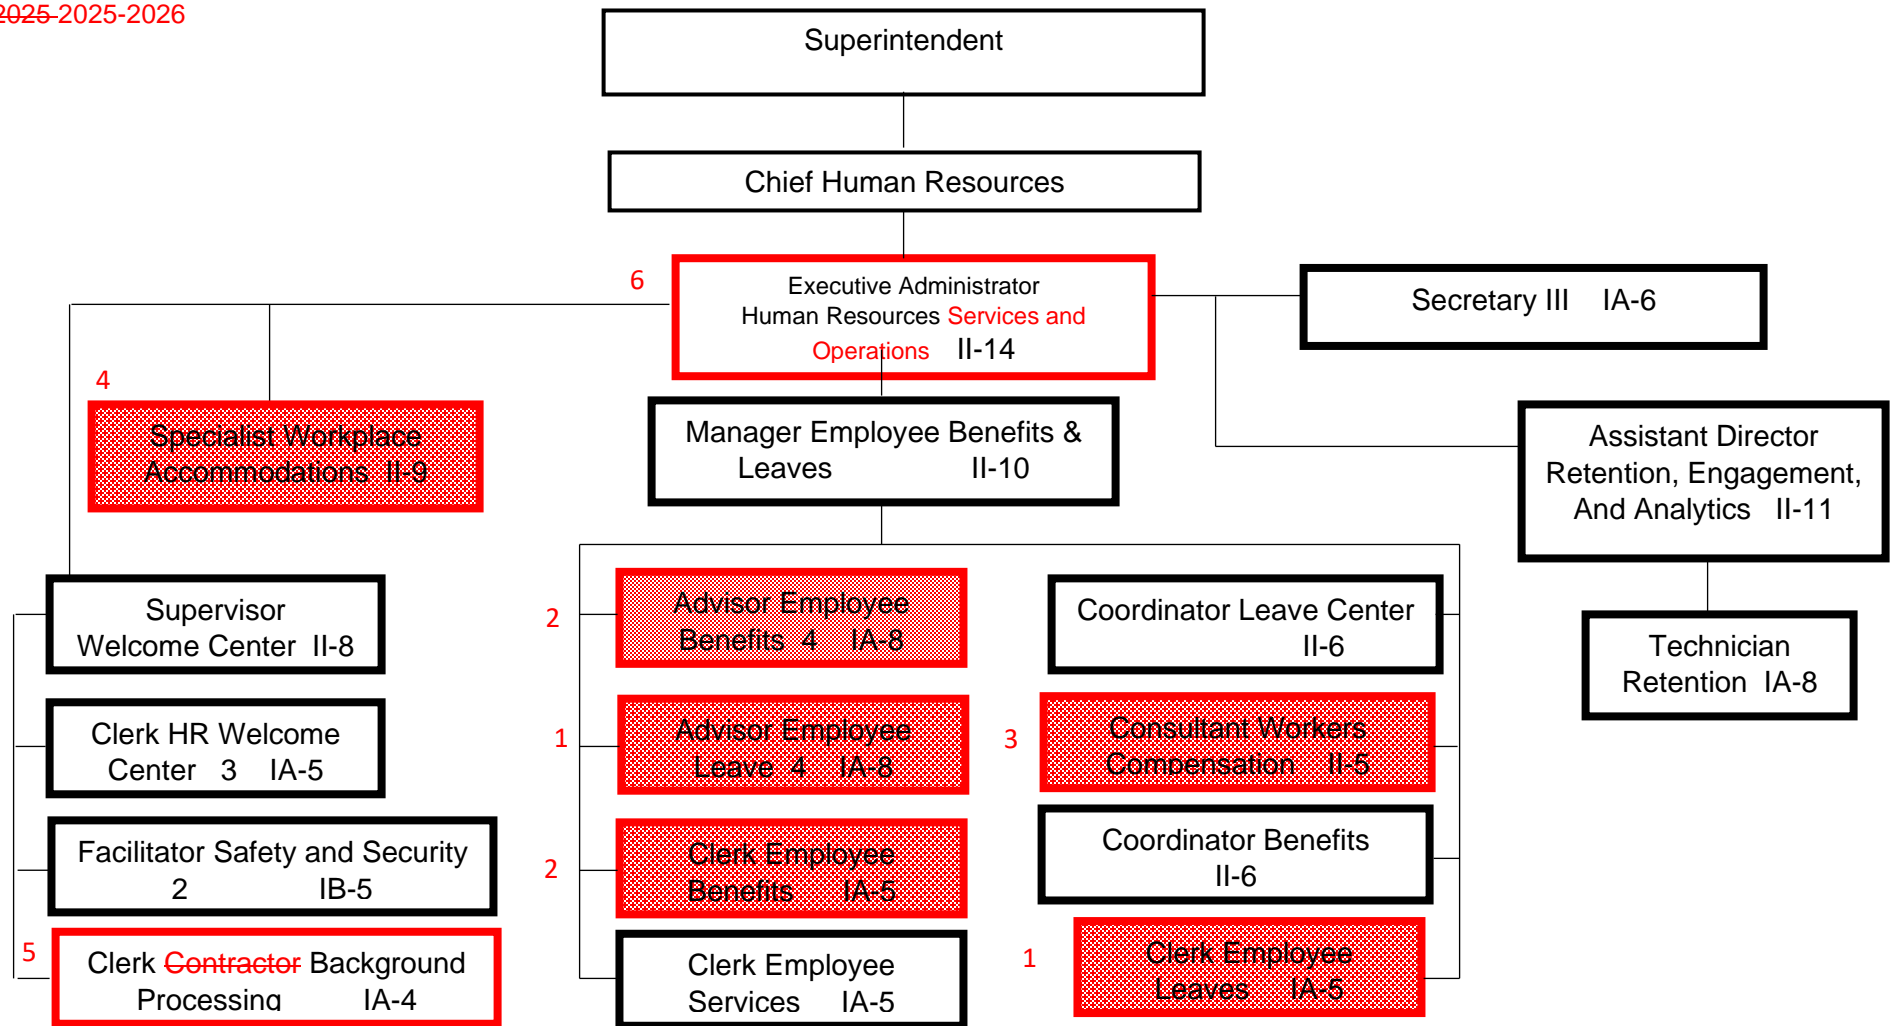 2025 2025-2026
Superintendent
Chief Human Resources
6
Executive Administrator
Human Resources Services and
Operations II-14
Secretary III IA-6
4
Specialist Workplace
Accommodations II-9
Manager Employee Benefits &
Leaves II-10
Assistant Director
Retention, Engagement,
And Analytics II-11
Supervisor
Welcome Center II-8
2
Advisor Employee
Benefits 4 IA-8
Coordinator Leave Center
II-6
Technician
Retention IA-8
Clerk HR Welcome
Center 3 IA-5
1
Advisor Employee
Leave 4 IA-8
3
Consultant Workers
Compensation II-5
Facilitator Safety and Security
2 IB-5
2
Clerk Employee
Benefits IA-5
Coordinator Benefits
II-6
5
Clerk Contractor Background
Processing IA-4
Clerk Employee
Services IA-5
1
Clerk Employee
Leaves IA-5